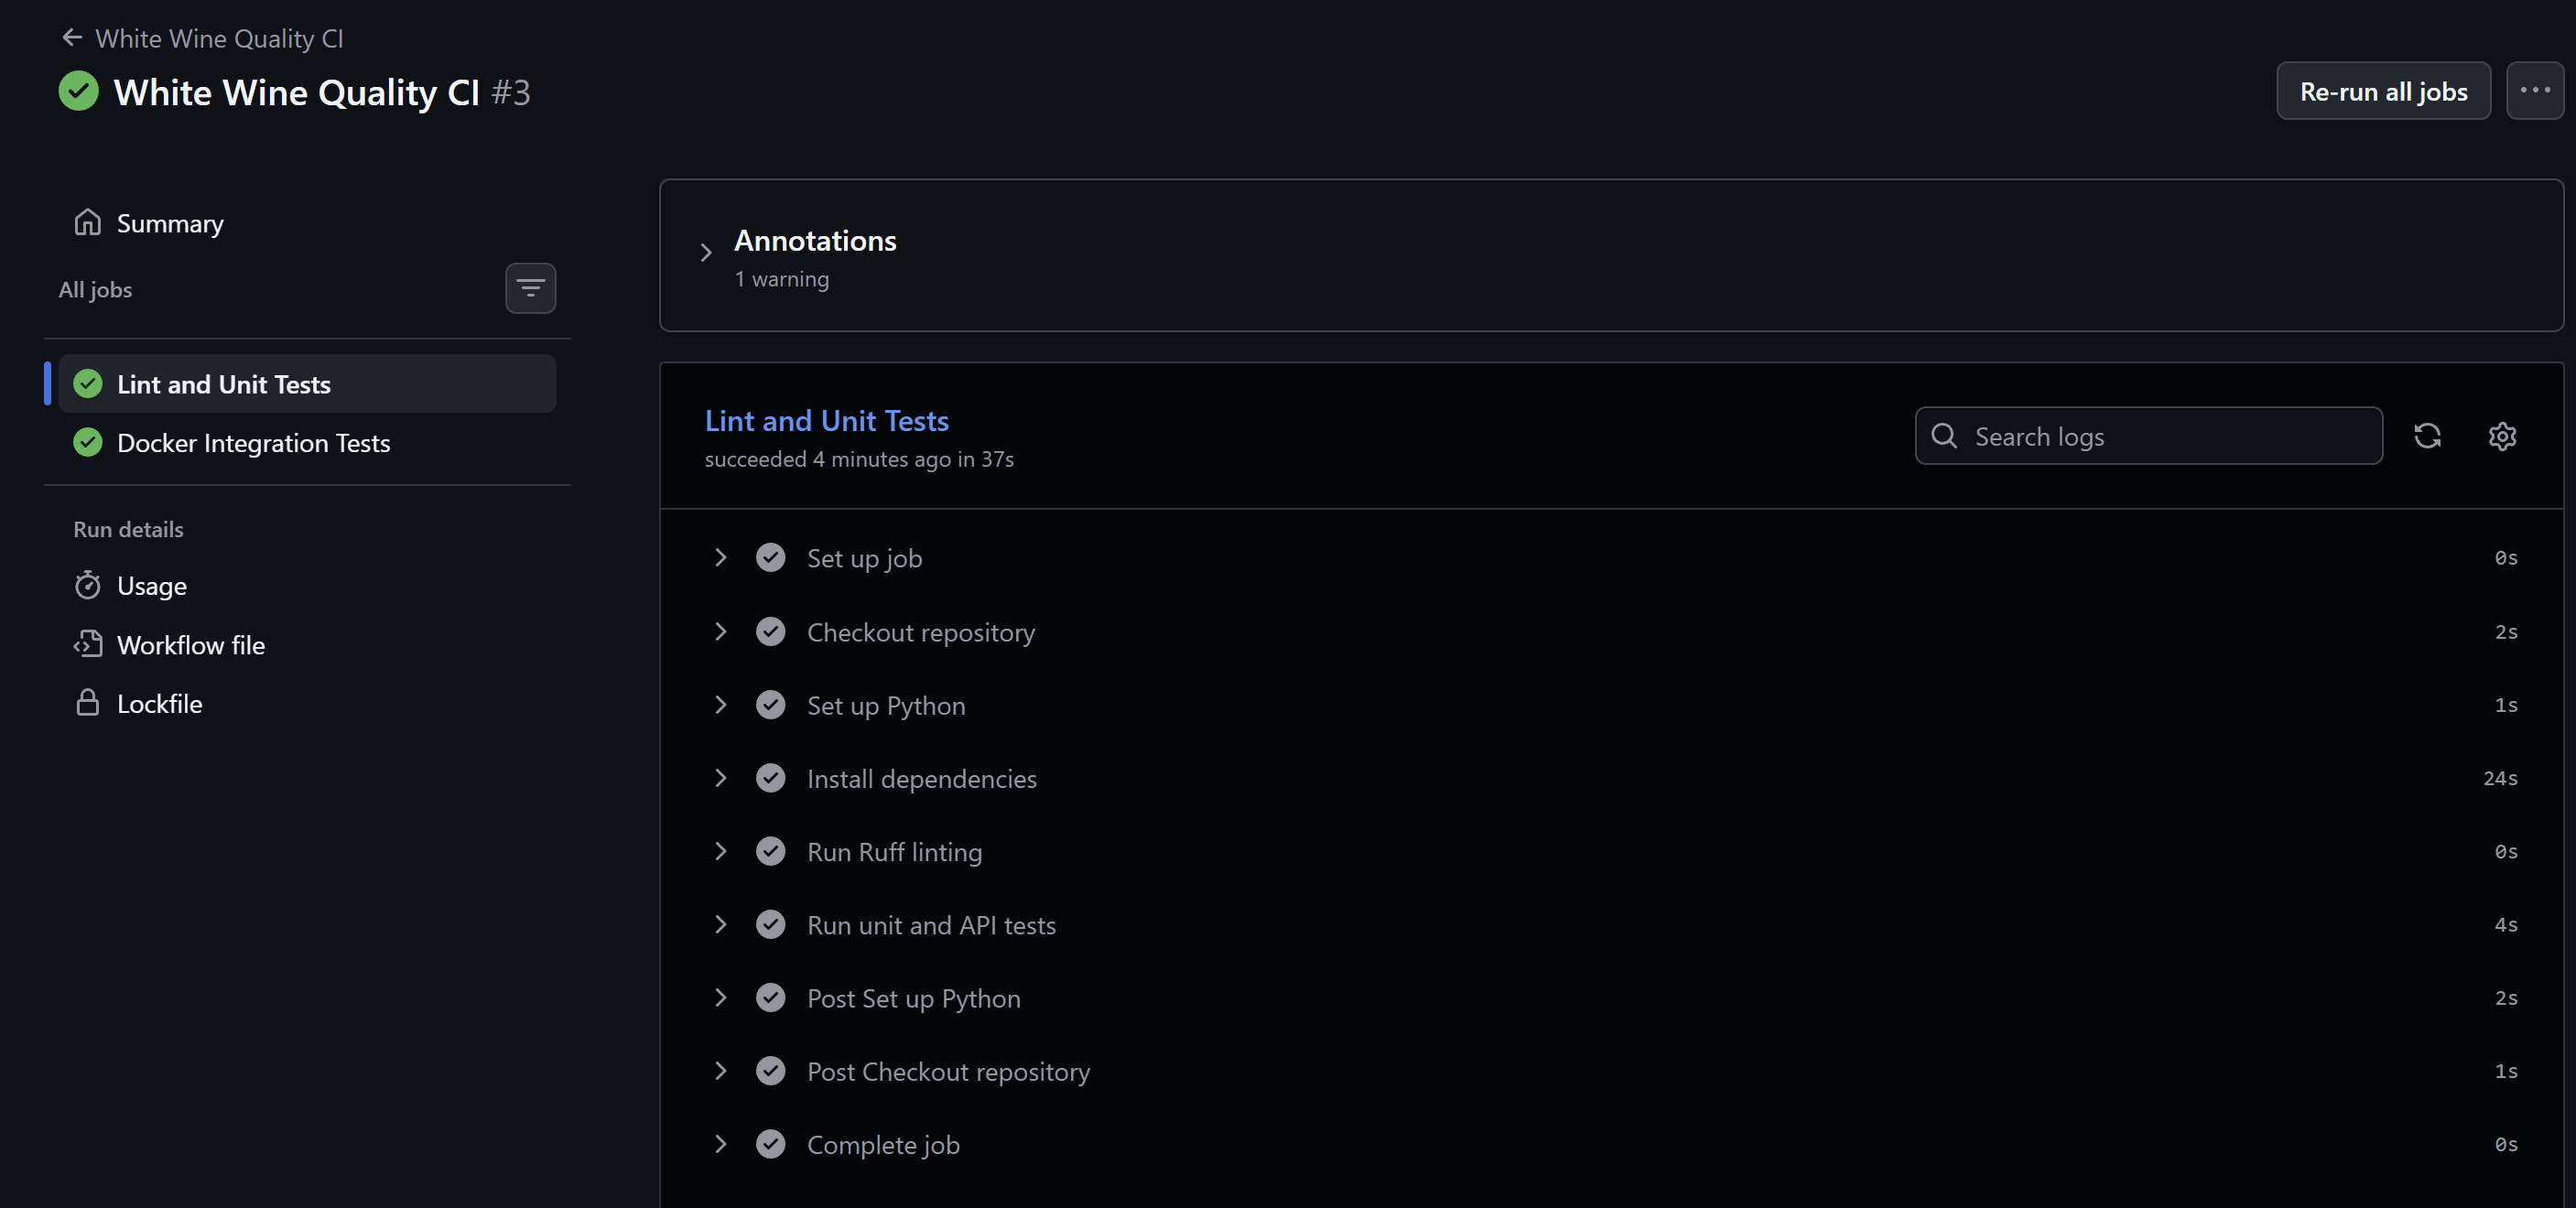 White Wine Quality CI
White Wine Quality CI #3
Re-run all jobs
Summary
All jobs
Lint and Unit Tests
Docker Integration Tests
Run details
Usage
Workflow file
Lockfile
Annotations
1 warning
Lint and Unit Tests
succeeded 4 minutes ago in 37s
Search logs
Set up job 0s
Checkout repository 2s
Set up Python 1s
Install dependencies 24s
Run Ruff linting 0s
Run unit and API tests 4s
Post Set up Python 2s
Post Checkout repository 1s
Complete job 0s